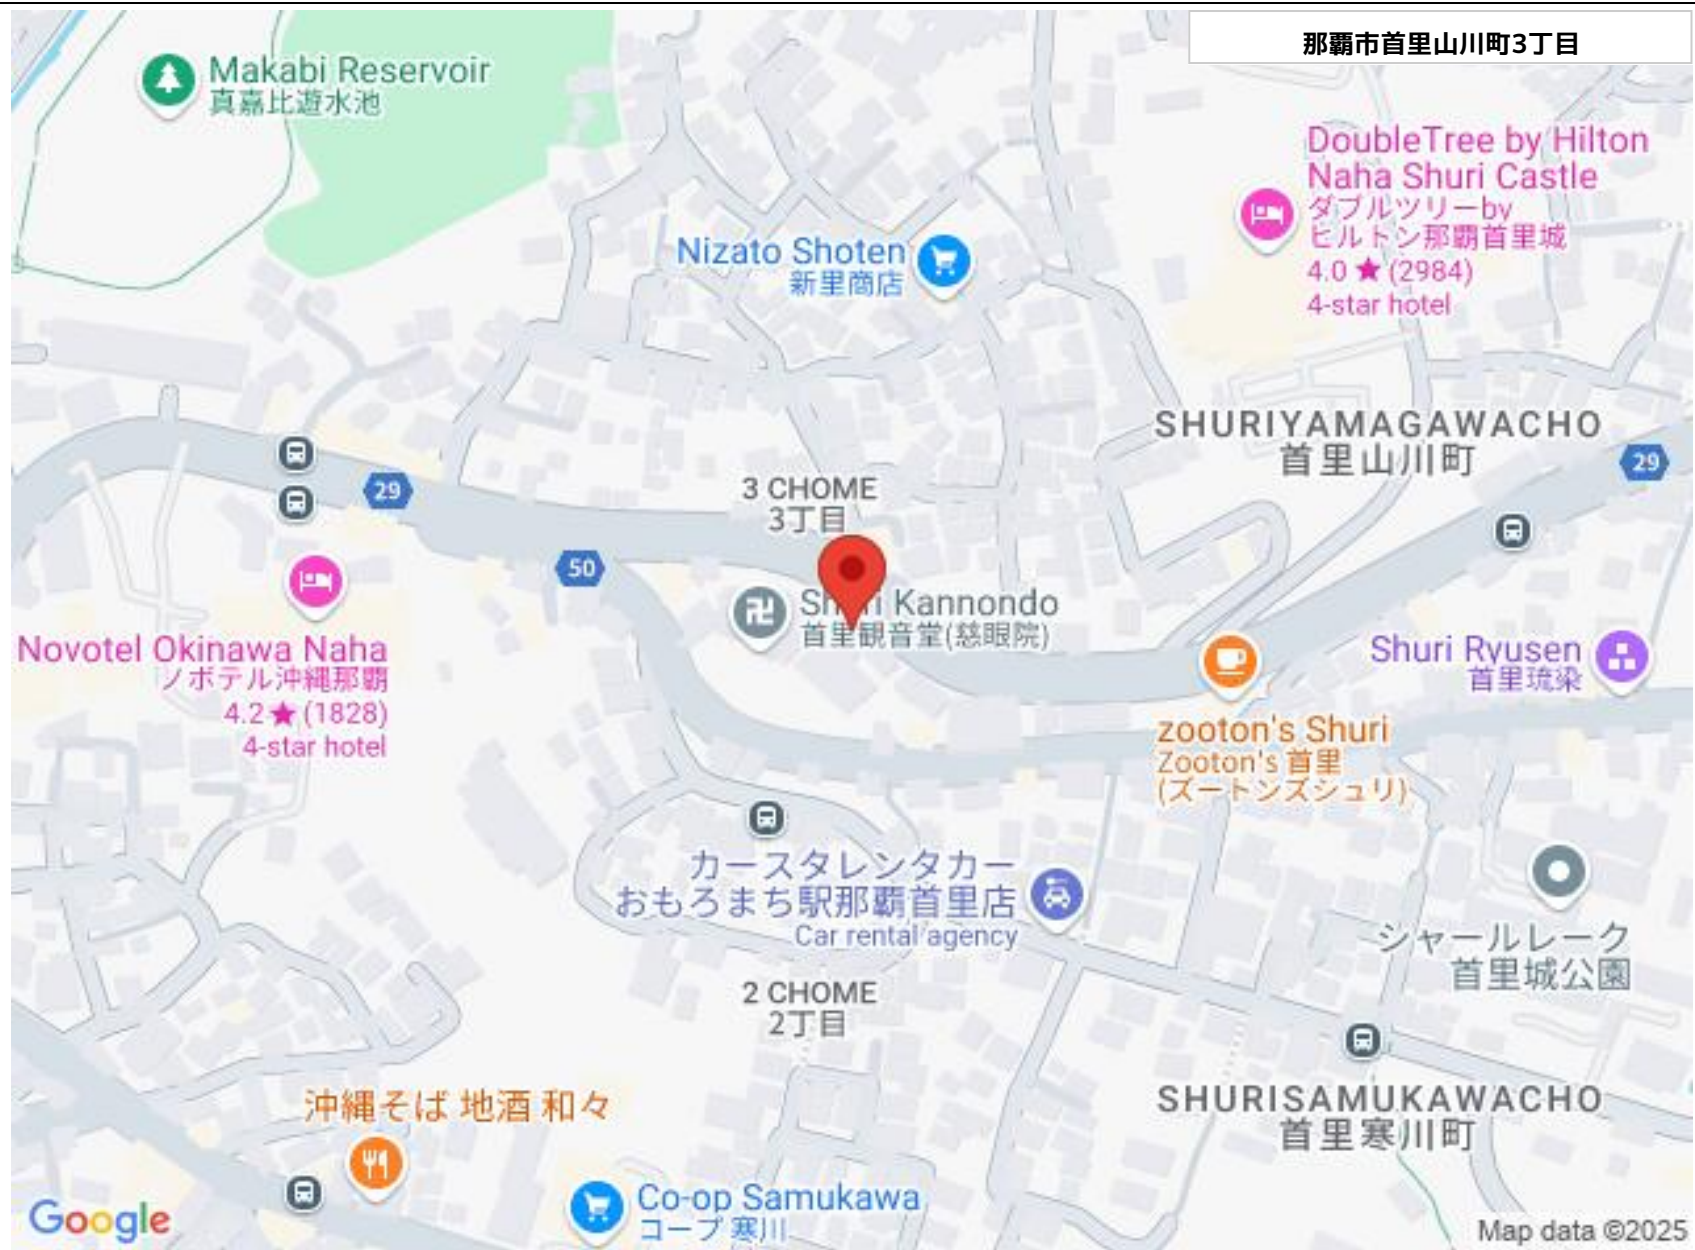 那覇市首里山川町3丁目
Makabi Reservoir
真嘉比遊水池
DoubleTree by Hilton
Naha Shuri Castle
ダブルツリーby
ヒルトン那覇首里城
4.0 ★ (2984)
4-star hotel
Nizato Shoten
新里商店
SHURIYAMAGAWACHO
首里山川町
29
29
3 CHOME
3丁目
50
Shuri Kannondo
首里観音堂(慈眼院)
Novotel Okinawa Naha
ノボテル沖縄那覇
4.2 ★ (1828)
4-star hotel
Shuri Ryusen
首里琉染
zooton's Shuri
Zooton's 首里
(ズートンズシュリ)
カースタレンタカー
おもろまち駅那覇首里店
Car rental agency
シャールレーク
首里城公園
2 CHOME
2丁目
SHURISAMUKAWACHO
首里寒川町
沖縄そば 地酒 和々
Co-op Samukawa
コープ 寒川
Google
Map data ©2025